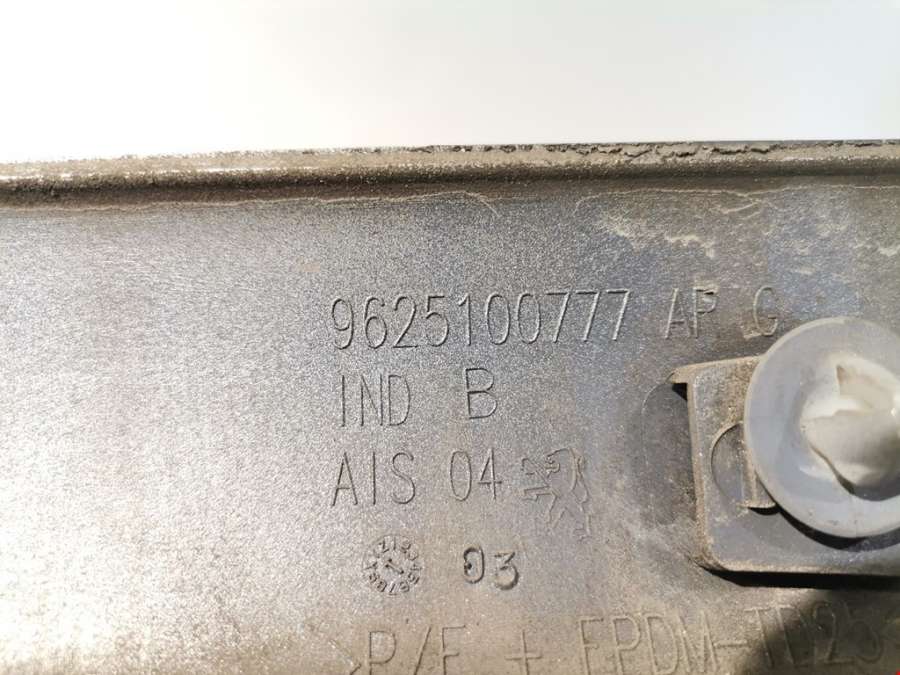 9625100777 AP G
IND B
AIS 04
03
>P/E + EPDM-TD25